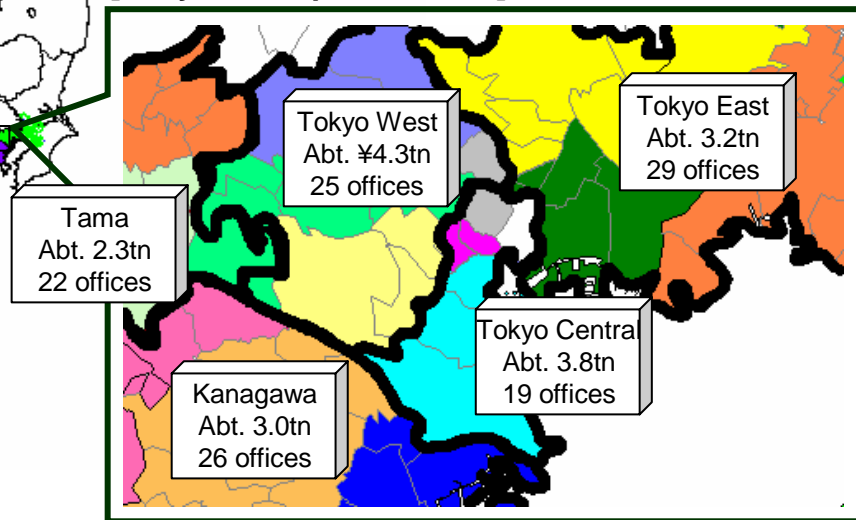 Tokyo West
Abt. ¥4.3tn
25 offices
Tokyo East
Abt. 3.2tn
29 offices
Tama
Abt. 2.3tn
22 offices
Tokyo Central
Abt. 3.8tn
19 offices
Kanagawa
Abt. 3.0tn
26 offices